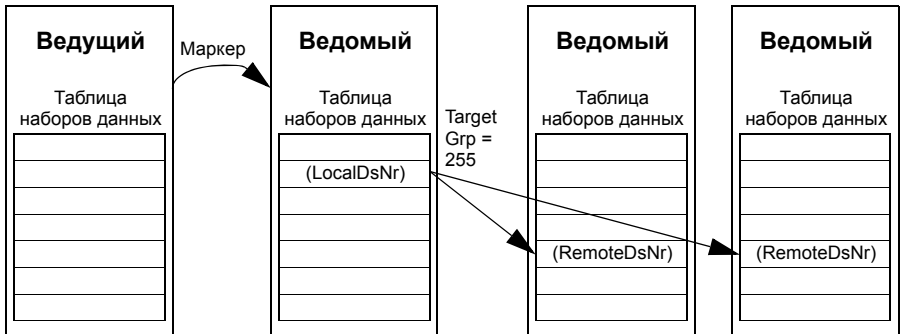 Ведущий
Таблица
наборов данных
Маркер
Ведомый
Таблица
наборов данных
(LocalDsNr)
Target
Grp =
255
Ведомый
Таблица
наборов данных
(RemoteDsNr)
Ведомый
Таблица
наборов данных
(RemoteDsNr)